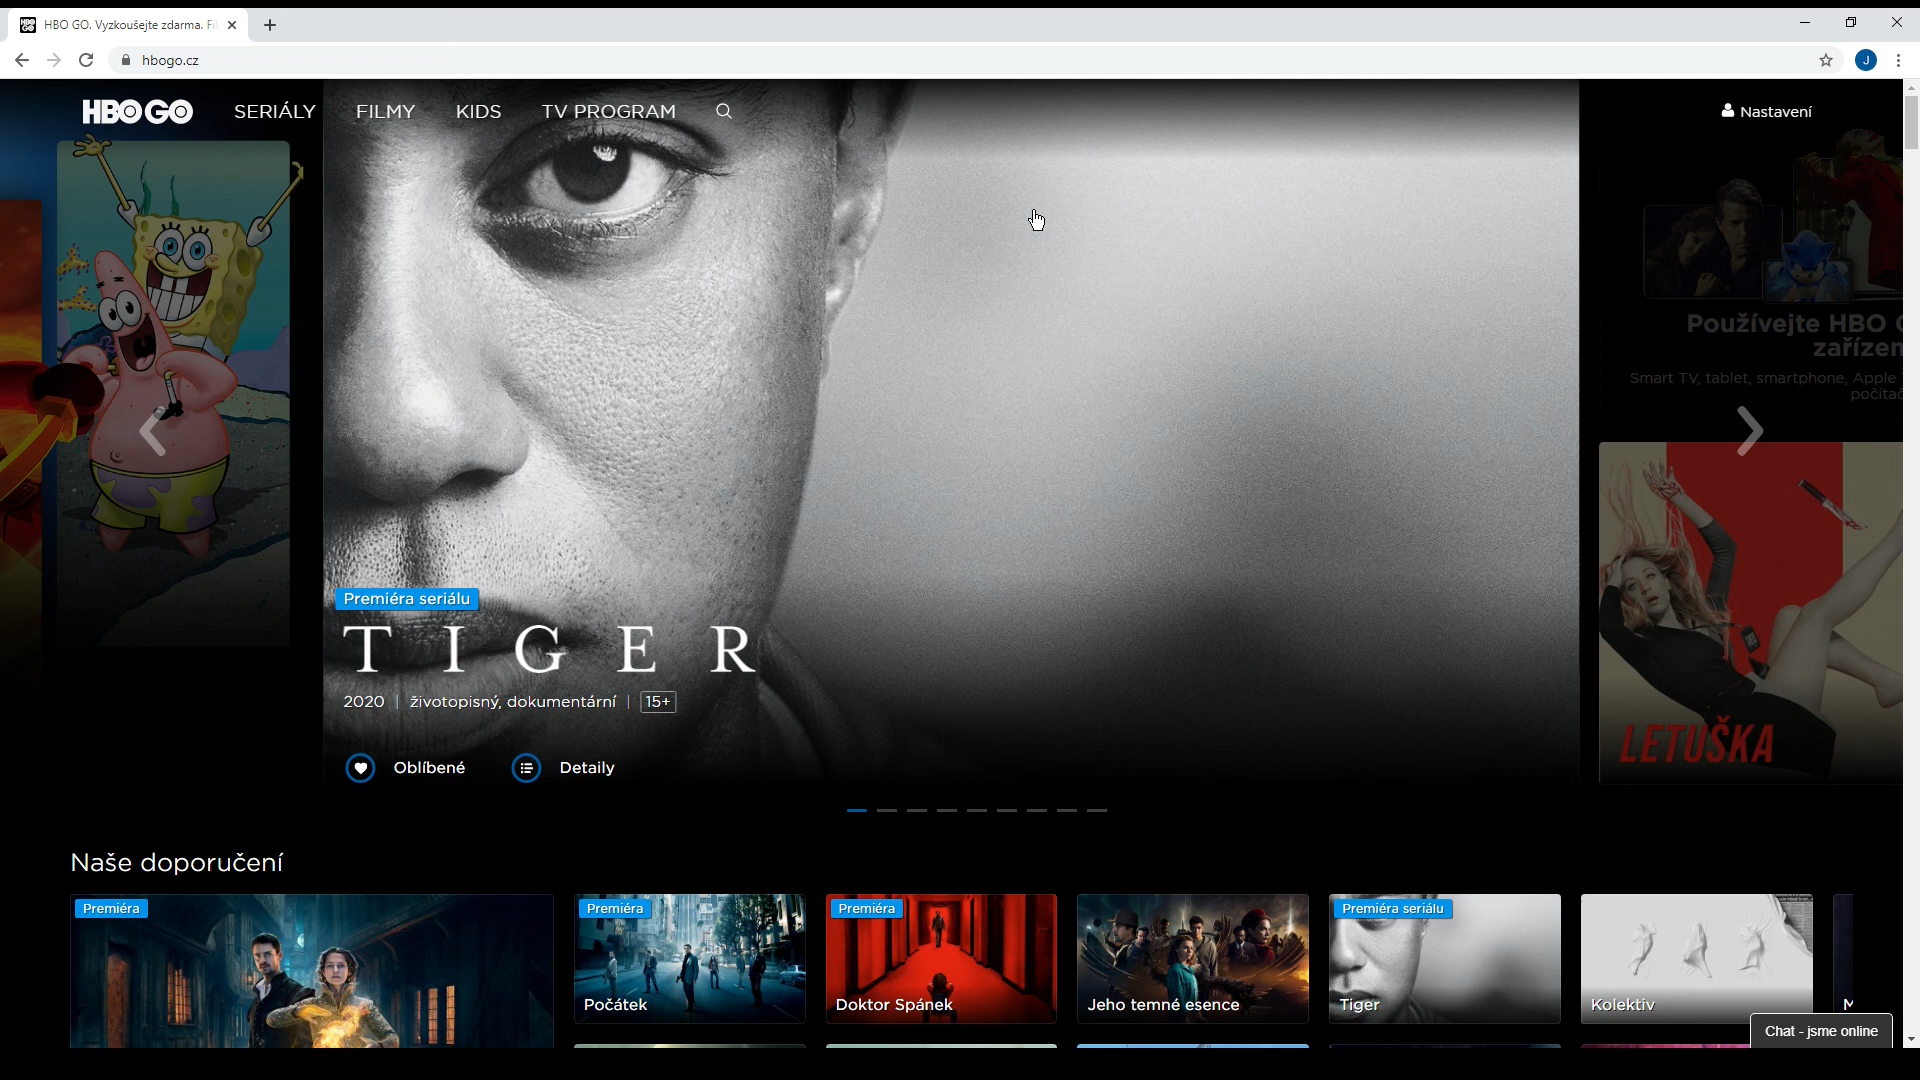 HBO GO. Vyzkoušejte zdarma. Fi
hbogo.cz
J
HBO GO
SERIÁLY
FILMY
KIDS
TV PROGRAM
Nastavení
Používejte HBO G
zařízen
Smart TV, tablet, smartphone, Apple
počítač
LETUŠKA
Premiéra seriálu
TIGER
2020 | životopisný, dokumentární | 15+
Oblíbené
Detaily
Naše doporučení
Premiéra
Premiéra
Počátek
Premiéra
Doktor Spánek
Jeho temné esence
Premiéra seriálu
Tiger
Kolektiv
Chat - jsme online